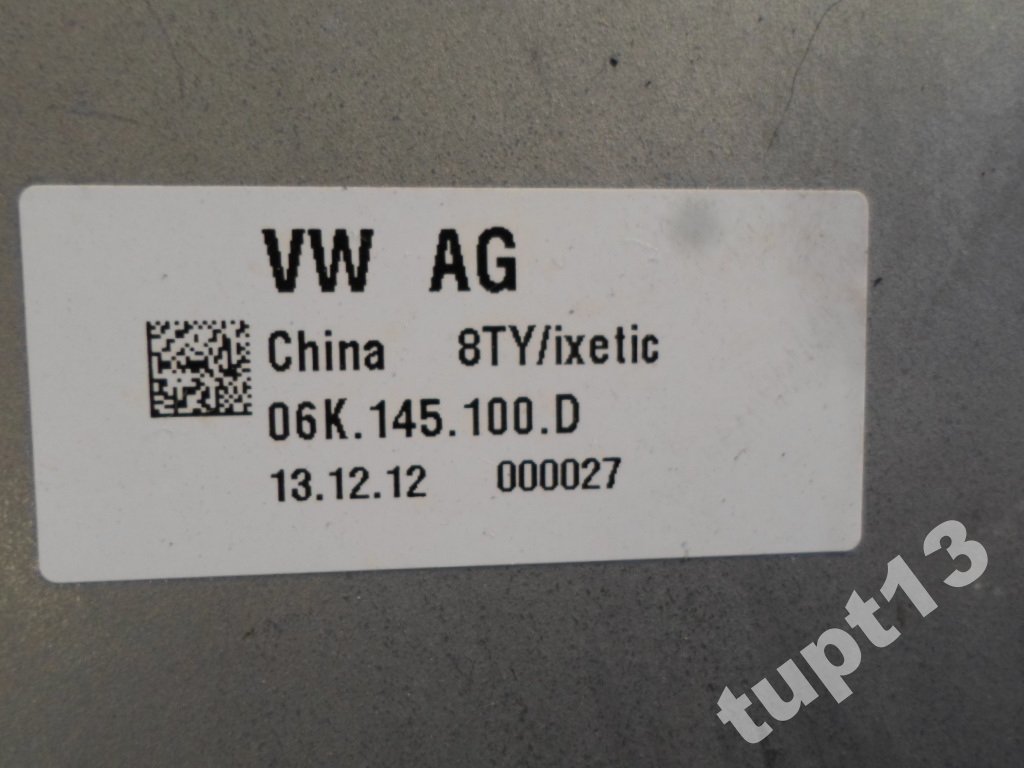 VW AG
China 8TY/ixetic
06K.145.100.D
13.12.12 000027
tupt13